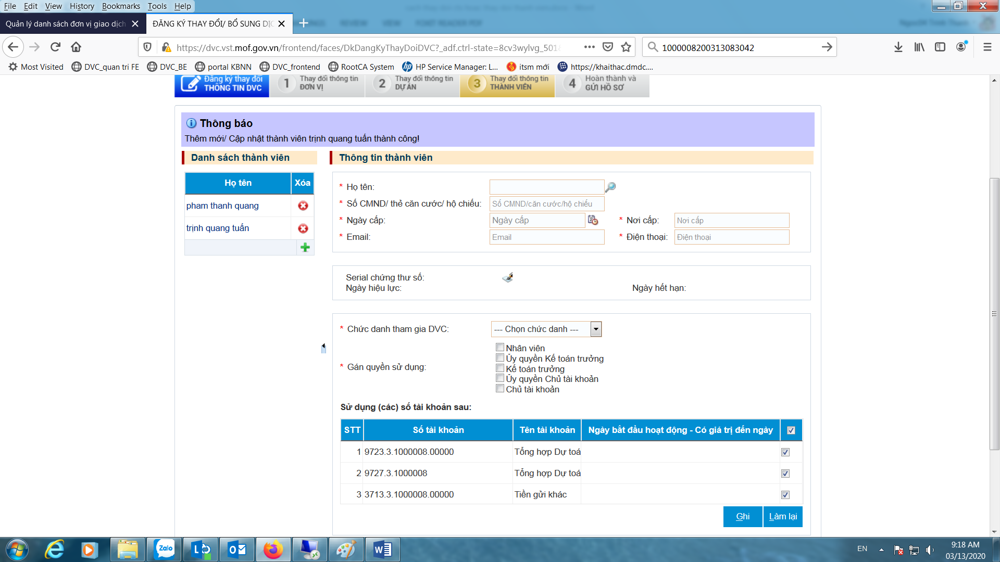 File Edit View History Bookmarks Tools Help
Quản lý danh sách đơn vị giao dịch
ĐĂNG KÝ THAY ĐỔI/ BỔ SUNG DỊC
https://dvc.vst.mof.gov.vn/frontend/faces/DkDangKyThayDoiDVC?_adf.ctrl-state=8cv3wylvg_501&
1000008200313083042
Most Visited DVC_quan tri FE DVC_BE portal KBNN DVC_frontend RootCA System HP Service Manager: L... itsm mới https://khaithac.dmdc....
Đăng ký thay đổi
THÔNG TIN DVC
1 Thay đổi thông tin
ĐƠN VỊ
2 Thay đổi thông tin
DỰ ÁN
3 Thay đổi thông tin
THÀNH VIÊN
4 Hoàn thành và
GỬI HỒ SƠ
Thông báo
Thêm mới/ Cập nhật thành viên trịnh quang tuấn thành công!
Danh sách thành viên
Họ tên Xóa
pham thanh quang
trịnh quang tuấn
Thông tin thành viên
* Họ tên:
* Số CMND/ thẻ căn cước/ hộ chiếu: Số CMND/căn cước/hộ chiếu
* Ngày cấp: Ngày cấp * Nơi cấp: Nơi cấp
* Email: Email * Điện thoại: Điện thoại
Serial chứng thư số:
Ngày hiệu lực: Ngày hết hạn:
* Chức danh tham gia DVC: --- Chọn chức danh ---
* Gán quyền sử dụng:
Nhân viên
Ủy quyền Kế toán trưởng
Kế toán trưởng
Ủy quyền Chủ tài khoản
Chủ tài khoản
Sử dụng (các) số tài khoản sau:
STT Số tài khoản Tên tài khoản Ngày bắt đầu hoạt động - Có giá trị đến ngày
1 9723.3.1000008.00000 Tổng hợp Dự toá
2 9727.3.1000008 Tổng hợp Dự toá
3 3713.3.1000008.00000 Tiền gửi khác
Ghi Làm lại
Zalo
EN
9:18 AM
03/13/2020